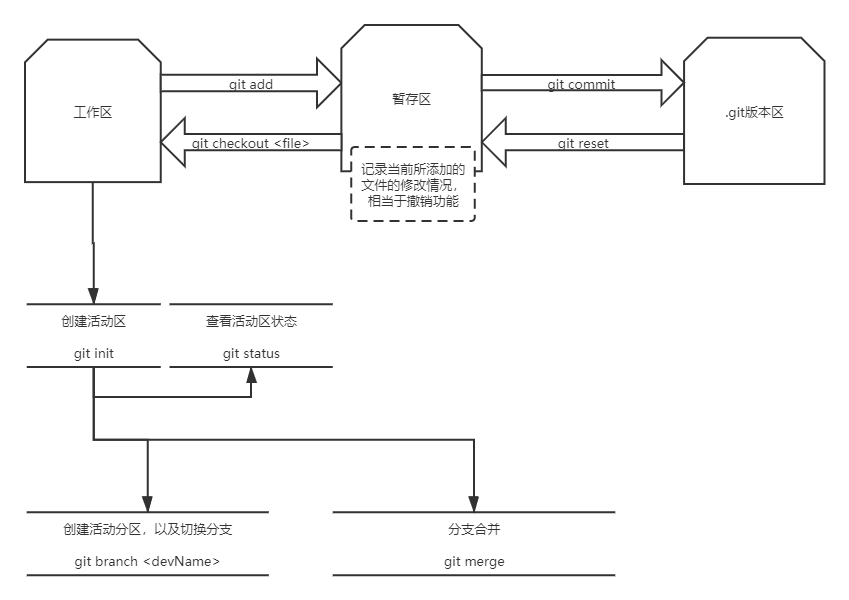 工作区
git add
git checkout <file>
暂存区
记录当前所添加的
文件的修改情况，
相当于撤销功能
git commit
git reset
.git版本区
创建活动区
git init
查看活动区状态
git status
创建活动分区，以及切换分支
git branch <devName>
分支合并
git merge